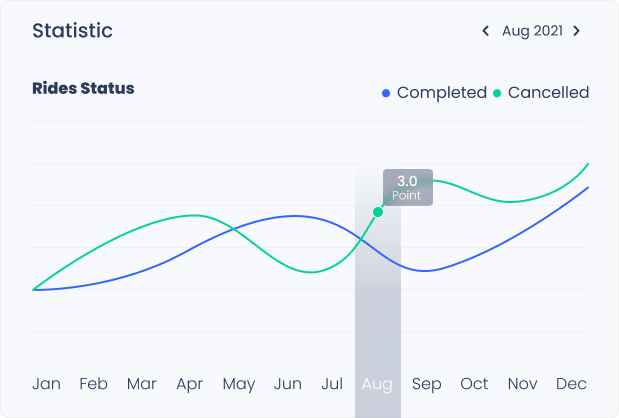 Statistic
Aug 2021
Rides Status
Completed Cancelled
3.0
Point
Jan Feb Mar Apr May Jun Jul Aug Sep Oct Nov Dec